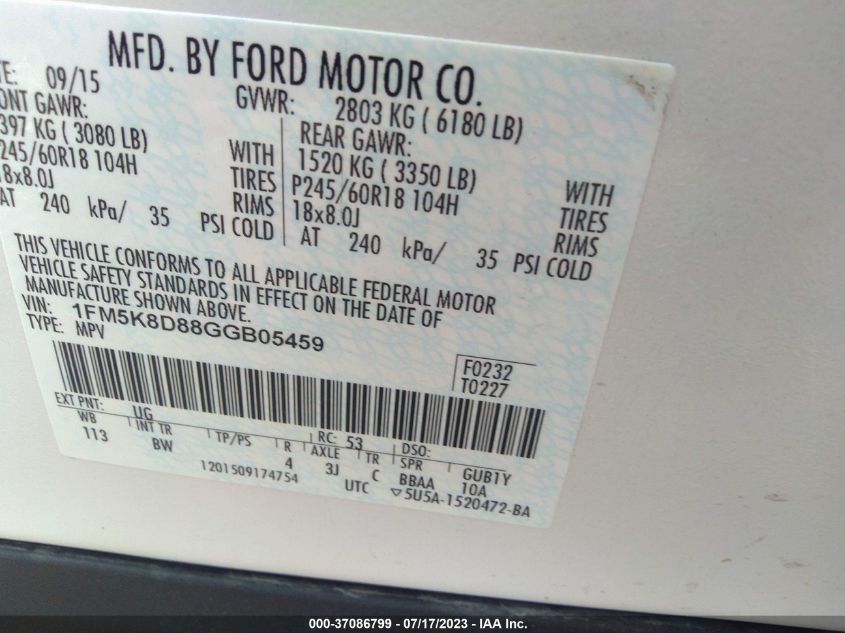 MFD. BY FORD MOTOR CO.
TE: 09/15 GVWR: 2803 KG ( 6180 LB)
ONT GAWR: REAR GAWR:
397 KG ( 3080 LB) WITH 1520 KG ( 3350 LB) WITH
245/60R18 104H TIRES P245/60R18 104H TIRES
18x8.0J RIMS 18x8.0J RIMS
AT 240 kPa/ 35 PSI COLD AT 240 kPa/ 35 PSI COLD
THIS VEHICLE CONFORMS TO ALL APPLICABLE FEDERAL MOTOR
VEHICLE SAFETY STANDARDS IN EFFECT ON THE DATE OF
MANUFACTURE SHOWN ABOVE.
VIN: 1FM5K8D88GGB05459
TYPE: MPV
F0232
T0227
EXT PNT: UG RC: 53 DSO:
WB INT TR TP/PS R AXLE TR SPR GUB1Y
113 BW 4 3J C BBAA 10A
1201509174754 UTC ▽5U5A-1520472-BA
000-37086799 - 07/17/2023 - IAA Inc.